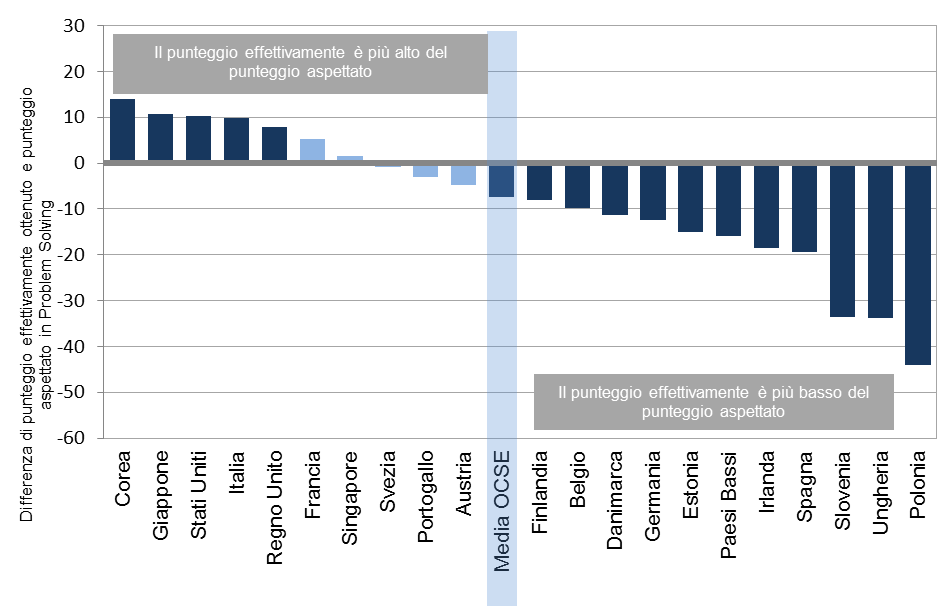 Differenza di punteggio effettivamente ottenuto e punteggio
aspettato in Problem Solving
30
20
10
0
-10
-20
-30
-40
-50
-60
Il punteggio effettivamente è più alto del
punteggio aspettato
Il punteggio effettivamente è più basso del
punteggio aspettato
Corea
Giappone
Stati Uniti
Italia
Regno Unito
Francia
Singapore
Svezia
Portogallo
Austria
Media OCSE
Finlandia
Belgio
Danimarca
Germania
Estonia
Paesi Bassi
Irlanda
Spagna
Slovenia
Ungheria
Polonia